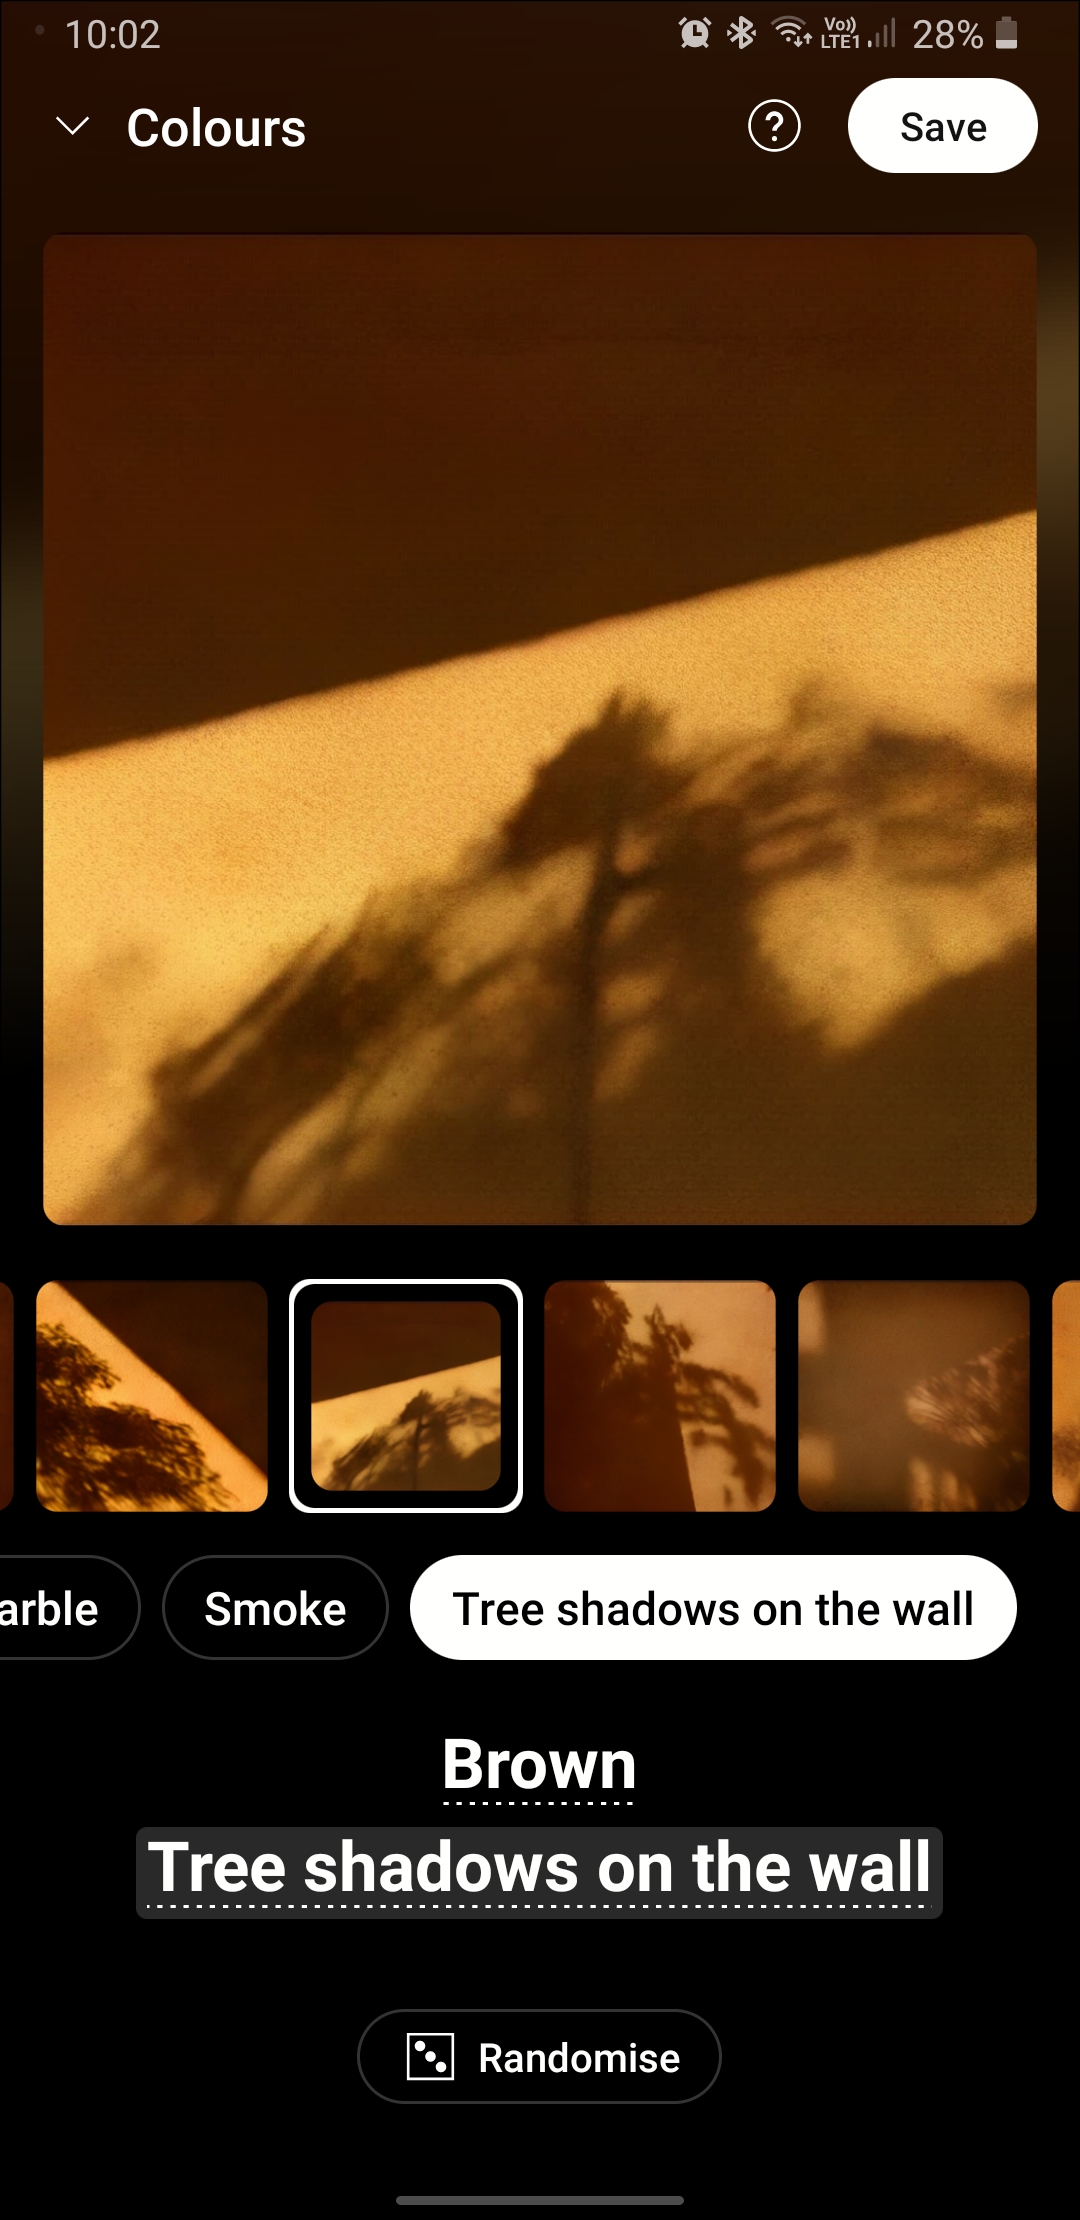 10:02
Vo)) LTE1 28%
Colours
? Save
arble
Smoke
Tree shadows on the wall
Brown
Tree shadows on the wall
Randomise